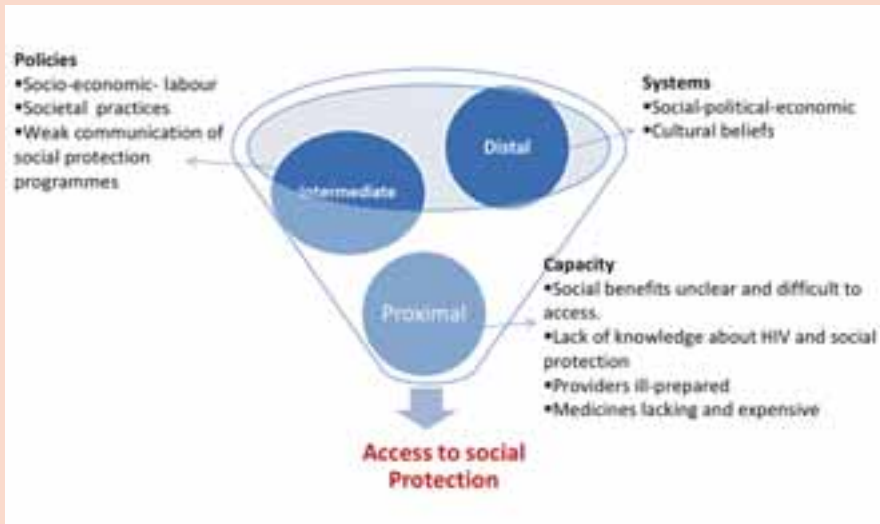 Policies
▪Socio-economic- labour
▪Societal practices
▪Weak communication of
social protection
programmes
Systems
▪Social-political-economic
▪Cultural beliefs
Distal
Intermediate
Proximal
Capacity
▪Social benefits unclear and difficult to
access.
▪Lack of knowledge about HIV and social
protection
▪Providers ill-prepared
▪Medicines lacking and expensive
Access to social
Protection